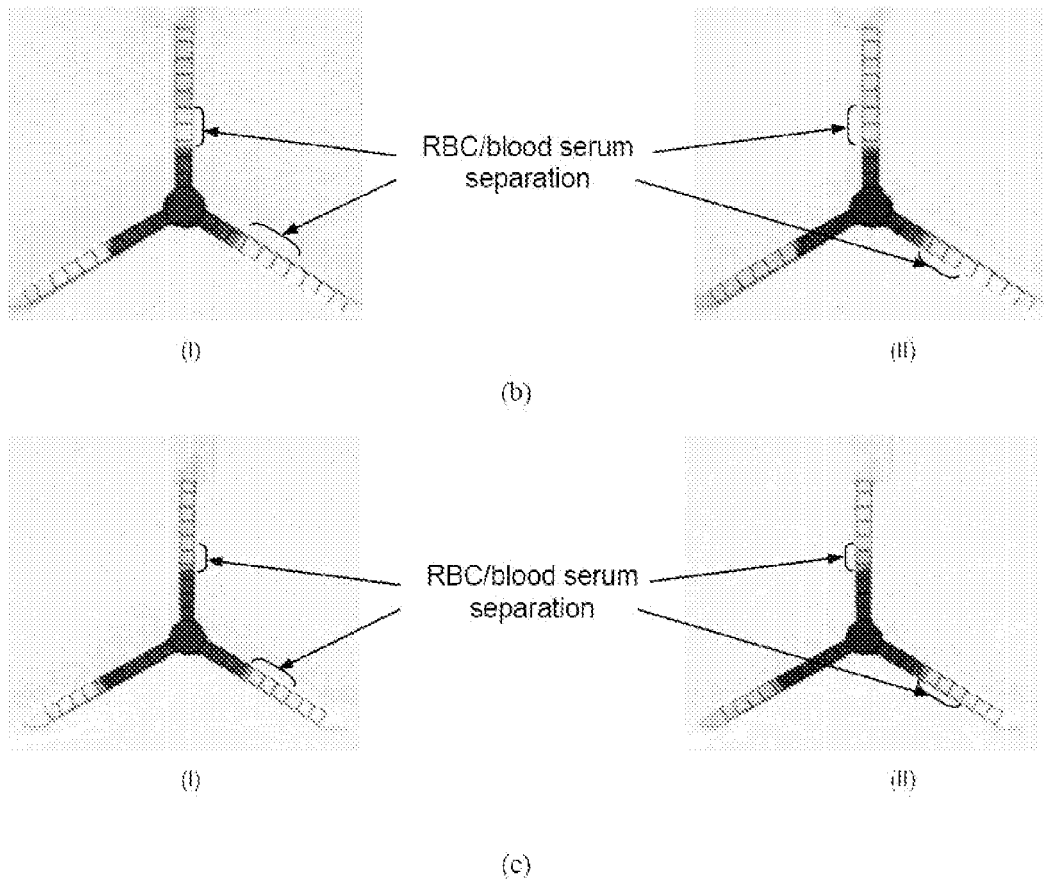 RBC/blood serum
separation
(I)
(II)
(b)
RBC/blood serum
separation
(I)
(II)
(c)